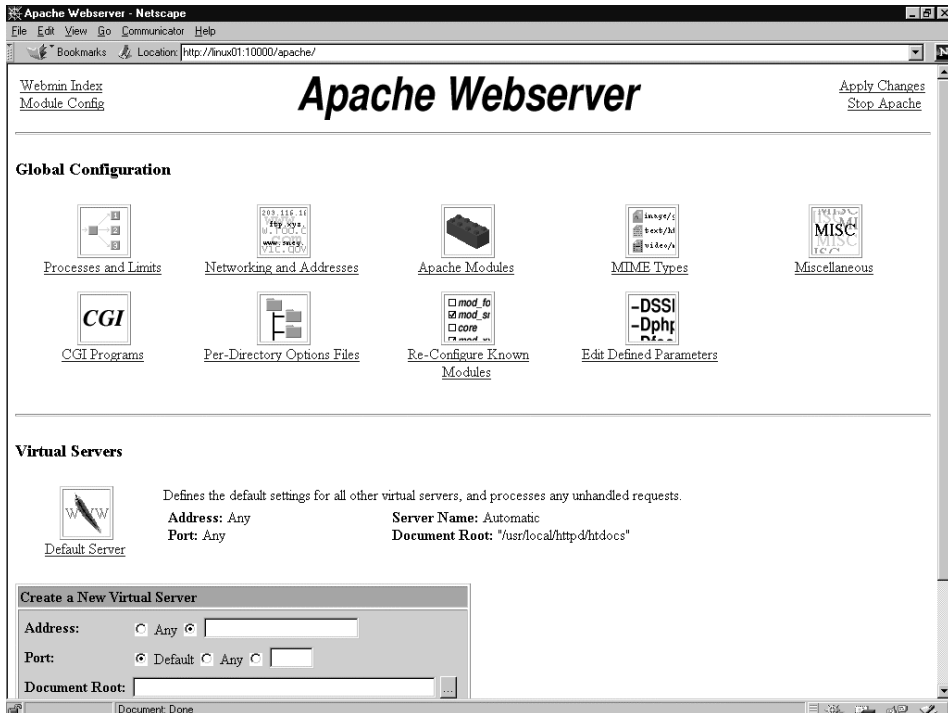 Apache Webserver - Netscape
File Edit View Go Communicator Help
Bookmarks Location: http://linux01:10000/apache/
Webmin Index
Module Config
Apache Webserver
Apply Changes
Stop Apache
Global Configuration
Processes and Limits
Networking and Addresses
Apache Modules
MIME Types
MISC
Miscellaneous
CGI
CGI Programs
Per-Directory Options Files
core
Re-Configure Known
Modules
-DSSL
Edit Defined Parameters
Virtual Servers
WWW
Default Server
Defines the default settings for all other virtual servers, and processes any unhandled requests.
Address: Any Server Name: Automatic
Port: Any Document Root: "/usr/local/httpd/htdocs"
Create a New Virtual Server
Address: Any
Port: Default Any
Document Root: ...
Document: Done